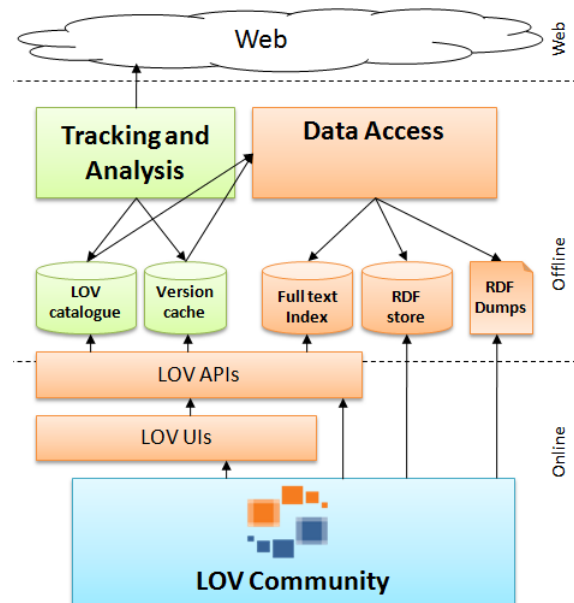 Web
Web
Tracking and
Analysis
Data Access
Offline
LOV
catalogue
Version
cache
Full text
Index
RDF
store
RDF
Dumps
LOV APIs
LOV UIs
Online
LOV Community